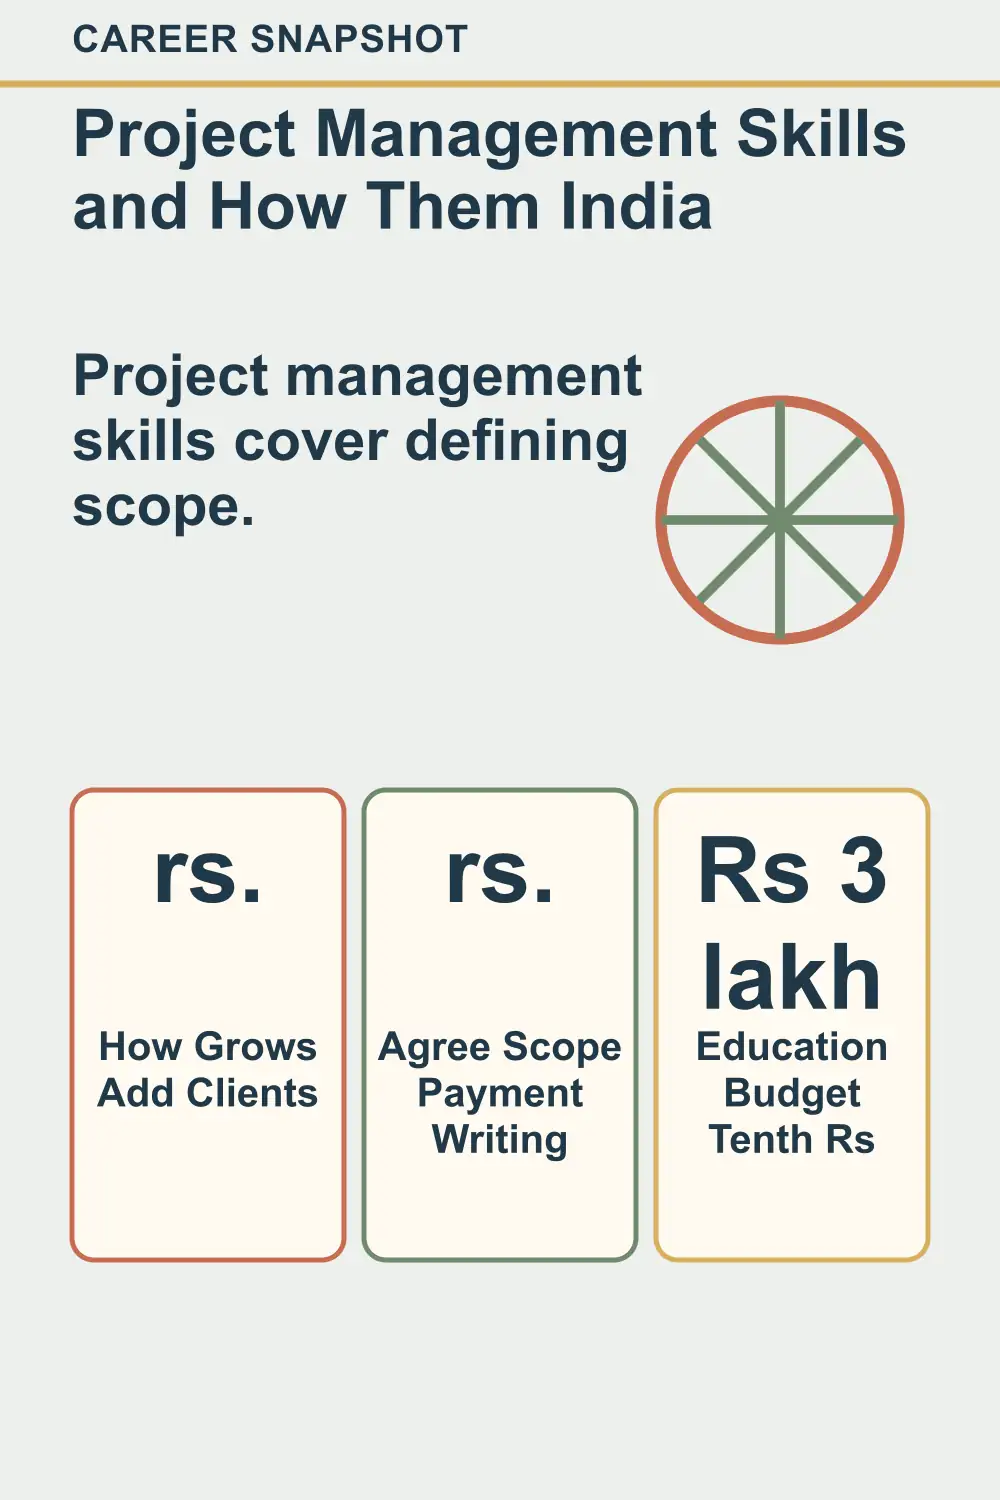 CAREER SNAPSHOT
Project Management Skills
and How Them India
Project management
skills cover defining
scope.
rs.
How Grows
Add Clients
rs.
Agree Scope
Payment
Writing
Rs 3
lakh
Education
Budget
Tenth Rs